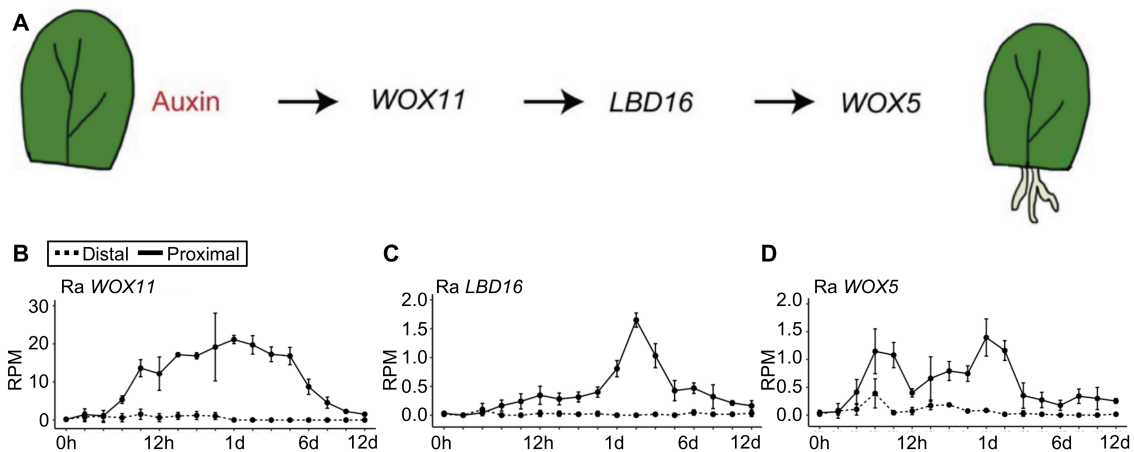 A
Auxin
WOX11
LBD16
WOX5
B
Distal
Proximal
C
D
Ra WOX11
Ra LBD16
Ra WOX5
RPM
30
20
10
0
0h
12h
1d
6d
12d
RPM
2.0
1.5
1.0
0.5
0.0
0h
12h
1d
6d
12d
RPM
2.0
1.5
1.0
0.5
0.0
0h
12h
1d
6d
12d